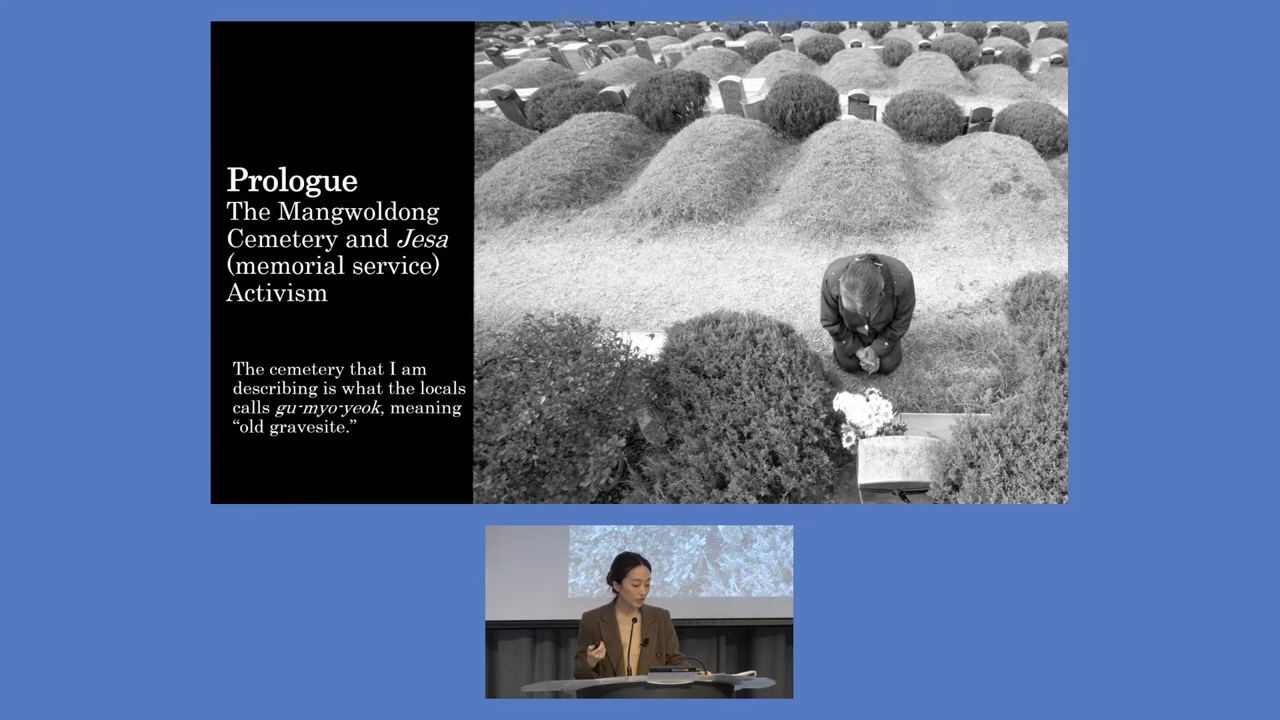 Prologue
The Mangwoldong
Cemetery and Jesa
(memorial service)
Activism
The cemetery that I am
describing is what the locals
calls gu-myo-yeok, meaning
“old gravesite.”